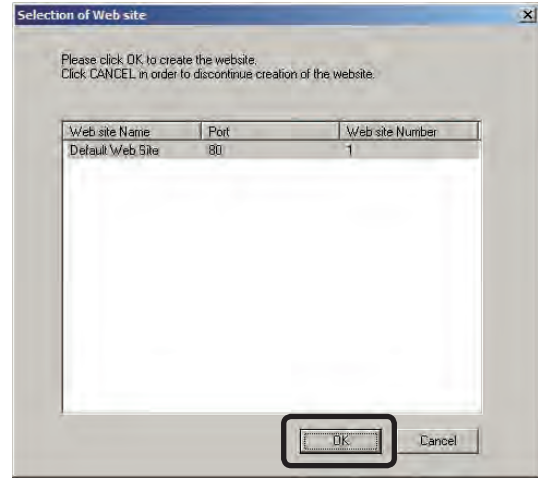 Selection of Web site
Please click OK to create the website.
Click CANCEL in order to discontinue creation of the website.
Web site Name Port Web site Number
Default Web Site 80 1
OK Cancel